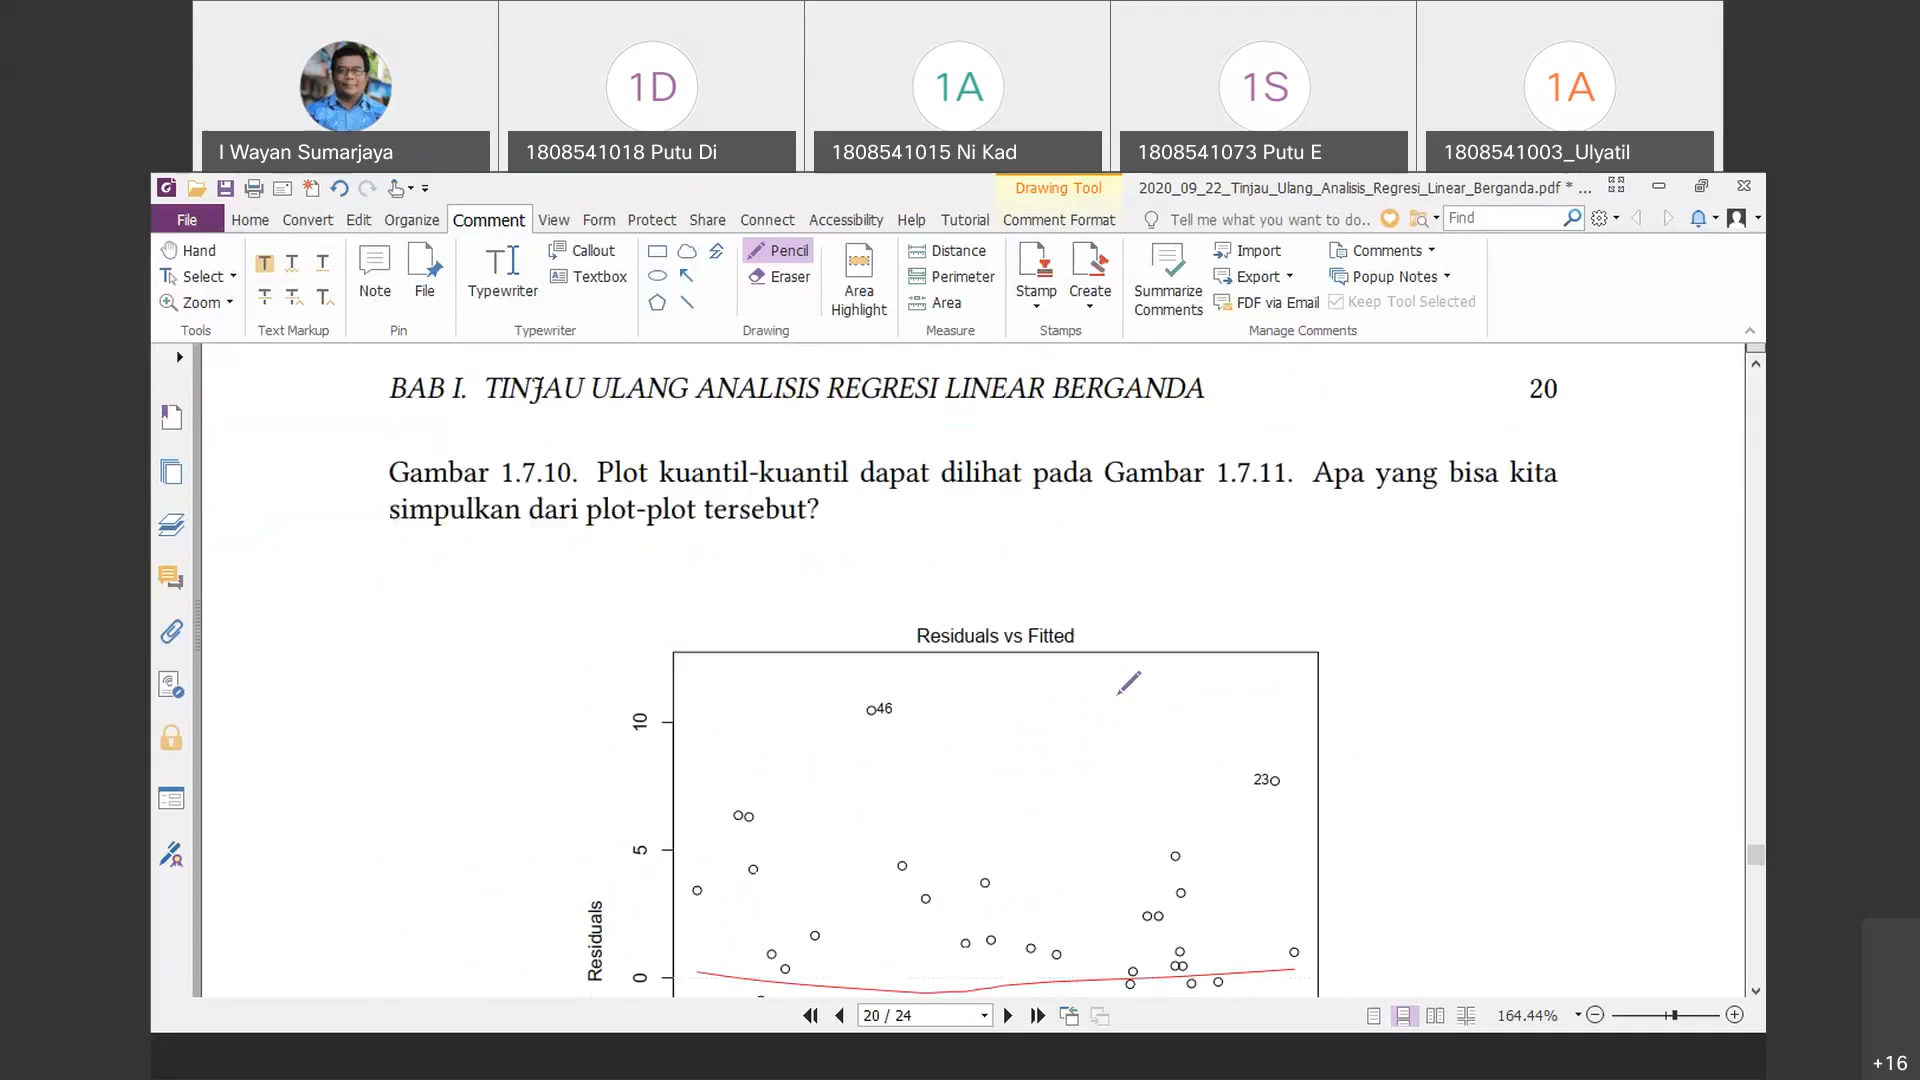 1D
1A
1S
1A
I Wayan Sumarjaya
1808541018 Putu Di
1808541015 Ni Kad
1808541073 Putu E
1808541003_Ulyatil
Drawing Tool
2020_09_22_Tinjau_Ulang_Analisis_Regresi_Linear_Berganda.pdf * ...
File Home Convert Edit Organize Comment View Form Protect Share Connect Accessibility Help Tutorial Comment Format Tell me what you want to do.. Find
Hand
Select
Zoom
Tools
Text Markup
Note
File
Pin
Typewriter
Callout
Textbox
Typewriter
Pencil
Eraser
Area
Highlight
Drawing
Distance
Perimeter
Area
Measure
Stamp
Create
Stamps
Summarize
Comments
Import
Export
FDF via Email
Comments
Popup Notes
Keep Tool Selected
Manage Comments
BAB I. TINJAU ULANG ANALISIS REGRESI LINEAR BERGANDA 20
Gambar 1.7.10. Plot kuantil-kuantil dapat dilihat pada Gambar 1.7.11. Apa yang bisa kita
simpulkan dari plot-plot tersebut?
Residuals vs Fitted
46
10
23
5
Residuals
0
20 / 24
164.44%
+16